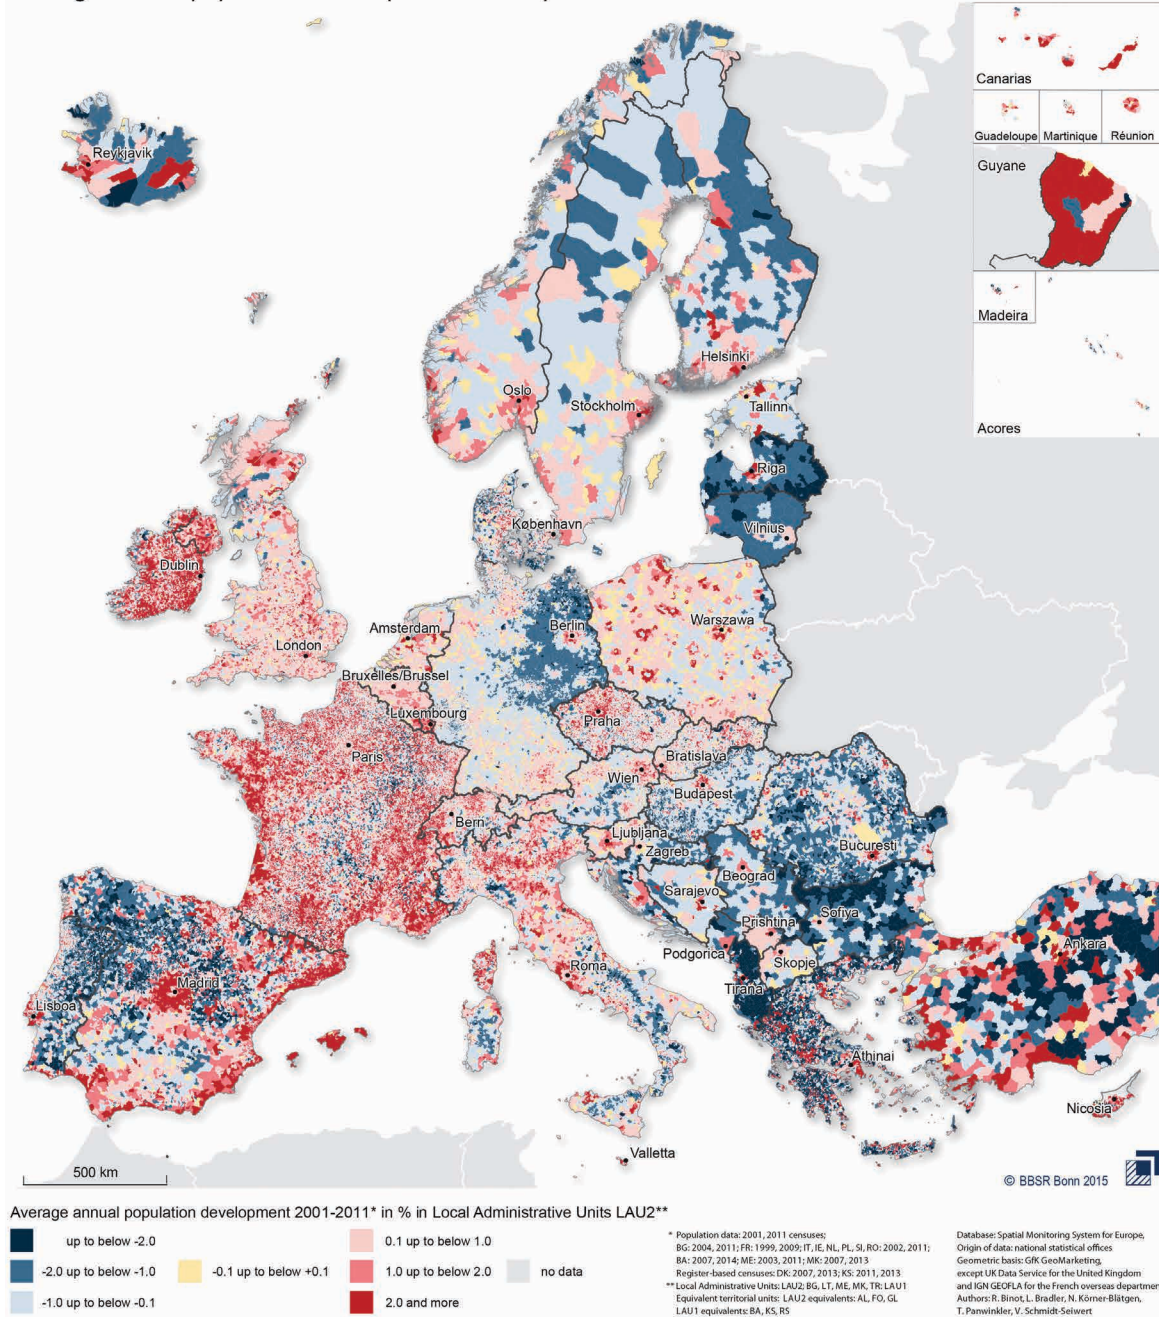 Canarias
Guadeloupe
Martinique
Réunion
Guyane
Madeira
Acores
Reykjavik
Helsinki
Oslo
Stockholm
Tallinn
Riga
København
Vilnius
Dublin
Amsterdam
Berlin
Warszawa
London
Bruxelles/Brussel
Luxembourg
Praha
Paris
Bratislava
Wien
Budapest
Bern
Ljubljana
Zagreb
Bucuresti
Beograd
Sarajevo
Prishtina
Sofiya
Podgorica
Skopje
Ankara
Roma
Tirana
Madrid
Lisboa
Athinai
Nicosia
Valletta
500 km
© BBSR Bonn 2015
Average annual population development 2001-2011* in % in Local Administrative Units LAU2**
up to below -2.0
-2.0 up to below -1.0
-1.0 up to below -0.1
-0.1 up to below +0.1
0.1 up to below 1.0
1.0 up to below 2.0
2.0 and more
no data
* Population data: 2001, 2011 censuses;
BG: 2004, 2011; FR: 1999, 2009; IT, IE, NL, PL, SI, RO: 2002, 2011;
BA: 2007, 2014; ME: 2003, 2011; MK: 2007, 2013
Register-based censuses: DK: 2007, 2013; KS: 2011, 2013
** Local Administrative Units: LAU2; BG, LT, ME, MK, TR: LAU1
Equivalent territorial units: LAU2 equivalents: AL, FO, GL
LAU1 equivalents: BA, KS, RS
Database: Spatial Monitoring System for Europe,
Origin of data: national statistical offices
Geometric basis: GfK GeoMarketing,
except UK Data Service for the United Kingdom
and IGN GEOFLA for the French overseas departmen
Authors: R. Binot, L. Bradler, N. Körner-Blätgen,
T. Panwinkler, V. Schmidt-Seiwert